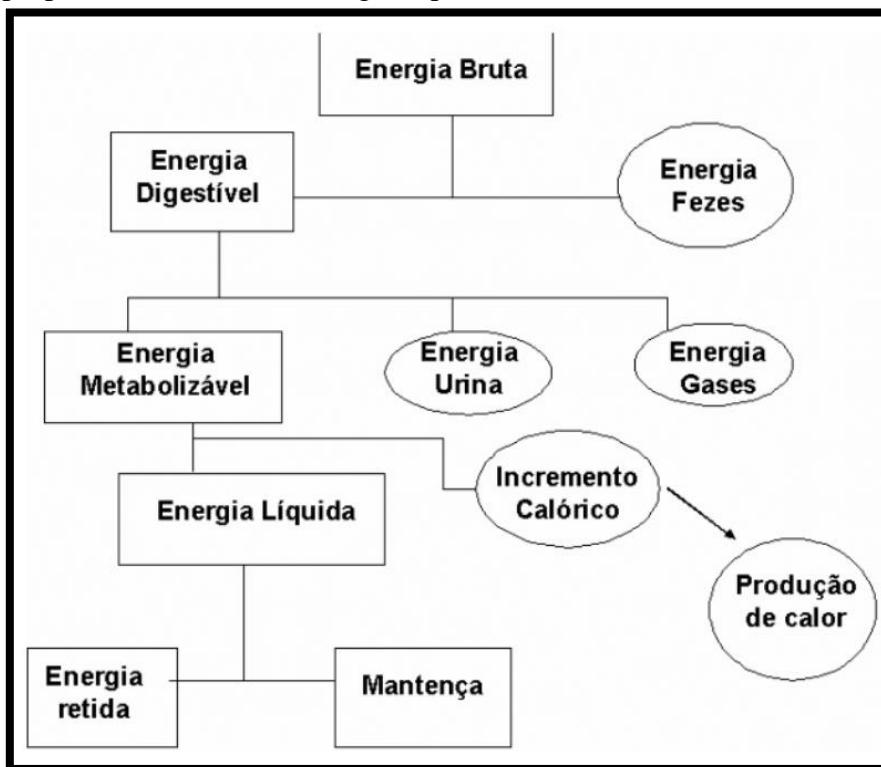 Energia Bruta
Energia
Digestível
Energia
Fezes
Energia
Metabolizável
Energia
Urina
Energia
Gases
Energia Líquida
Incremento
Calórico
Produção
de calor
Energia
retida
Mantença